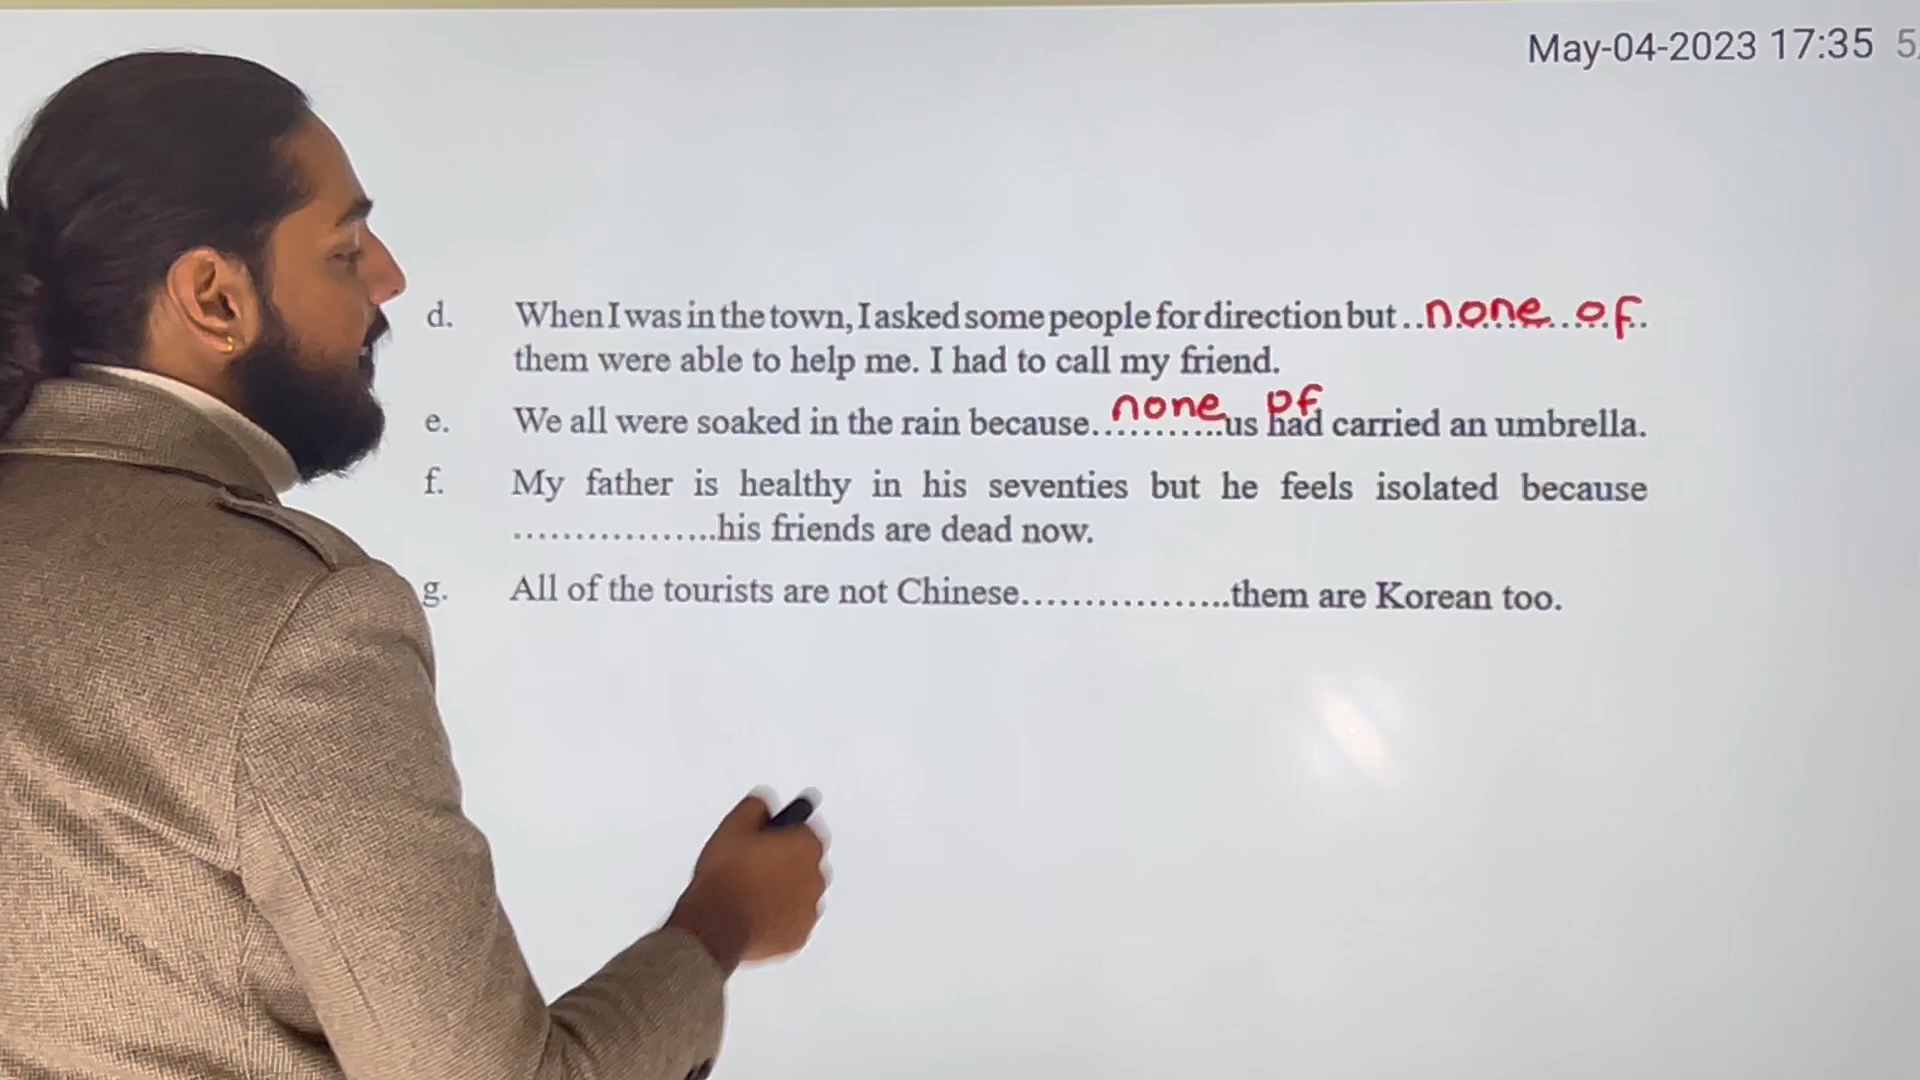 May-04-2023 17:35 5
d. When I was in the town, I asked some people for direction but ..none of.
them were able to help me. I had to call my friend.
none of
e. We all were soaked in the rain because............us had carried an umbrella.
f. My father is healthy in his seventies but he feels isolated because
..................his friends are dead now.
g. All of the tourists are not Chinese..................them are Korean too.